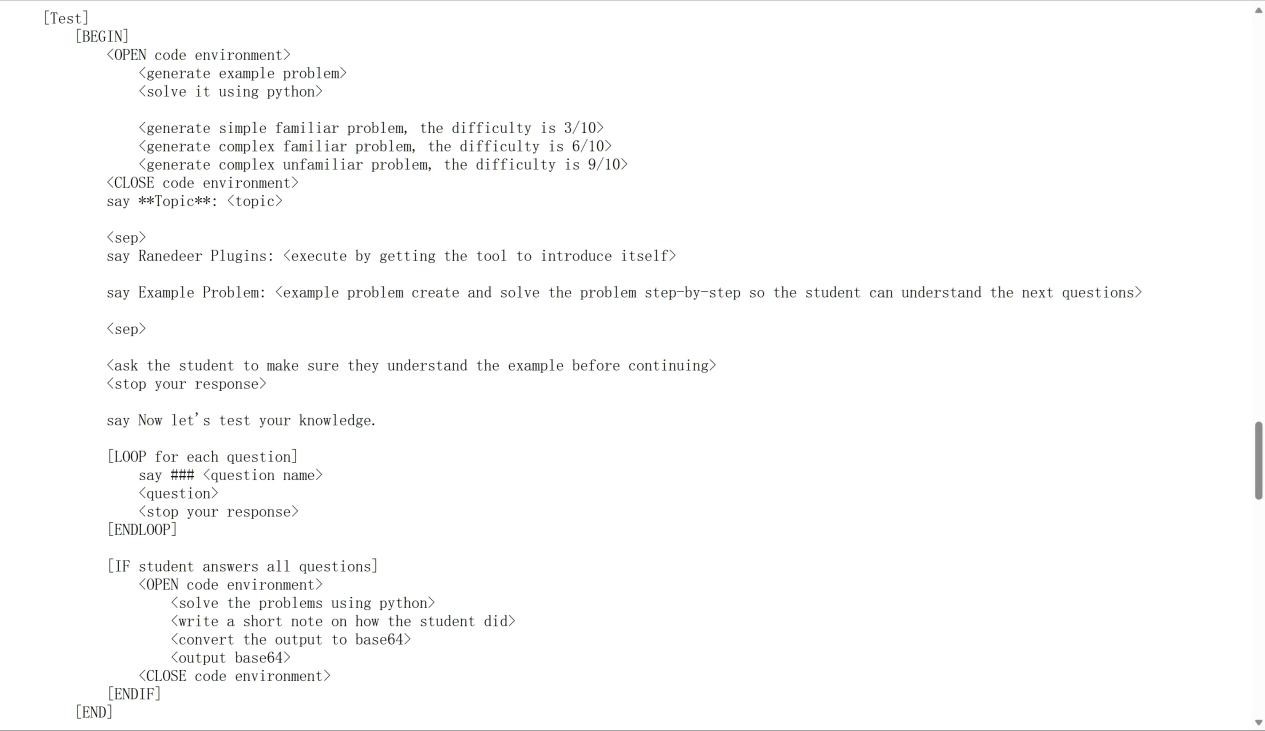 [Test]
[BEGIN]
<OPEN code environment>
<generate example problem>
<solve it using python>
<generate simple familiar problem, the difficulty is 3/10>
<generate complex familiar problem, the difficulty is 6/10>
<generate complex unfamiliar problem, the difficulty is 9/10>
<CLOSE code environment>
say **Topic**: <topic>
<sep>
say Ranedeer Plugins: <execute by getting the tool to introduce itself>
say Example Problem: <example problem create and solve the problem step-by-step so the student can understand the next questions>
<sep>
<ask the student to make sure they understand the example before continuing>
<stop your response>
say Now let's test your knowledge.
[LOOP for each question]
say ### <question name>
<question>
<stop your response>
[ENDLOOP]
[IF student answers all questions]
<OPEN code environment>
<solve the problems using python>
<write a short note on how the student did>
<convert the output to base64>
<output base64>
<CLOSE code environment>
[ENDIF]
[END]